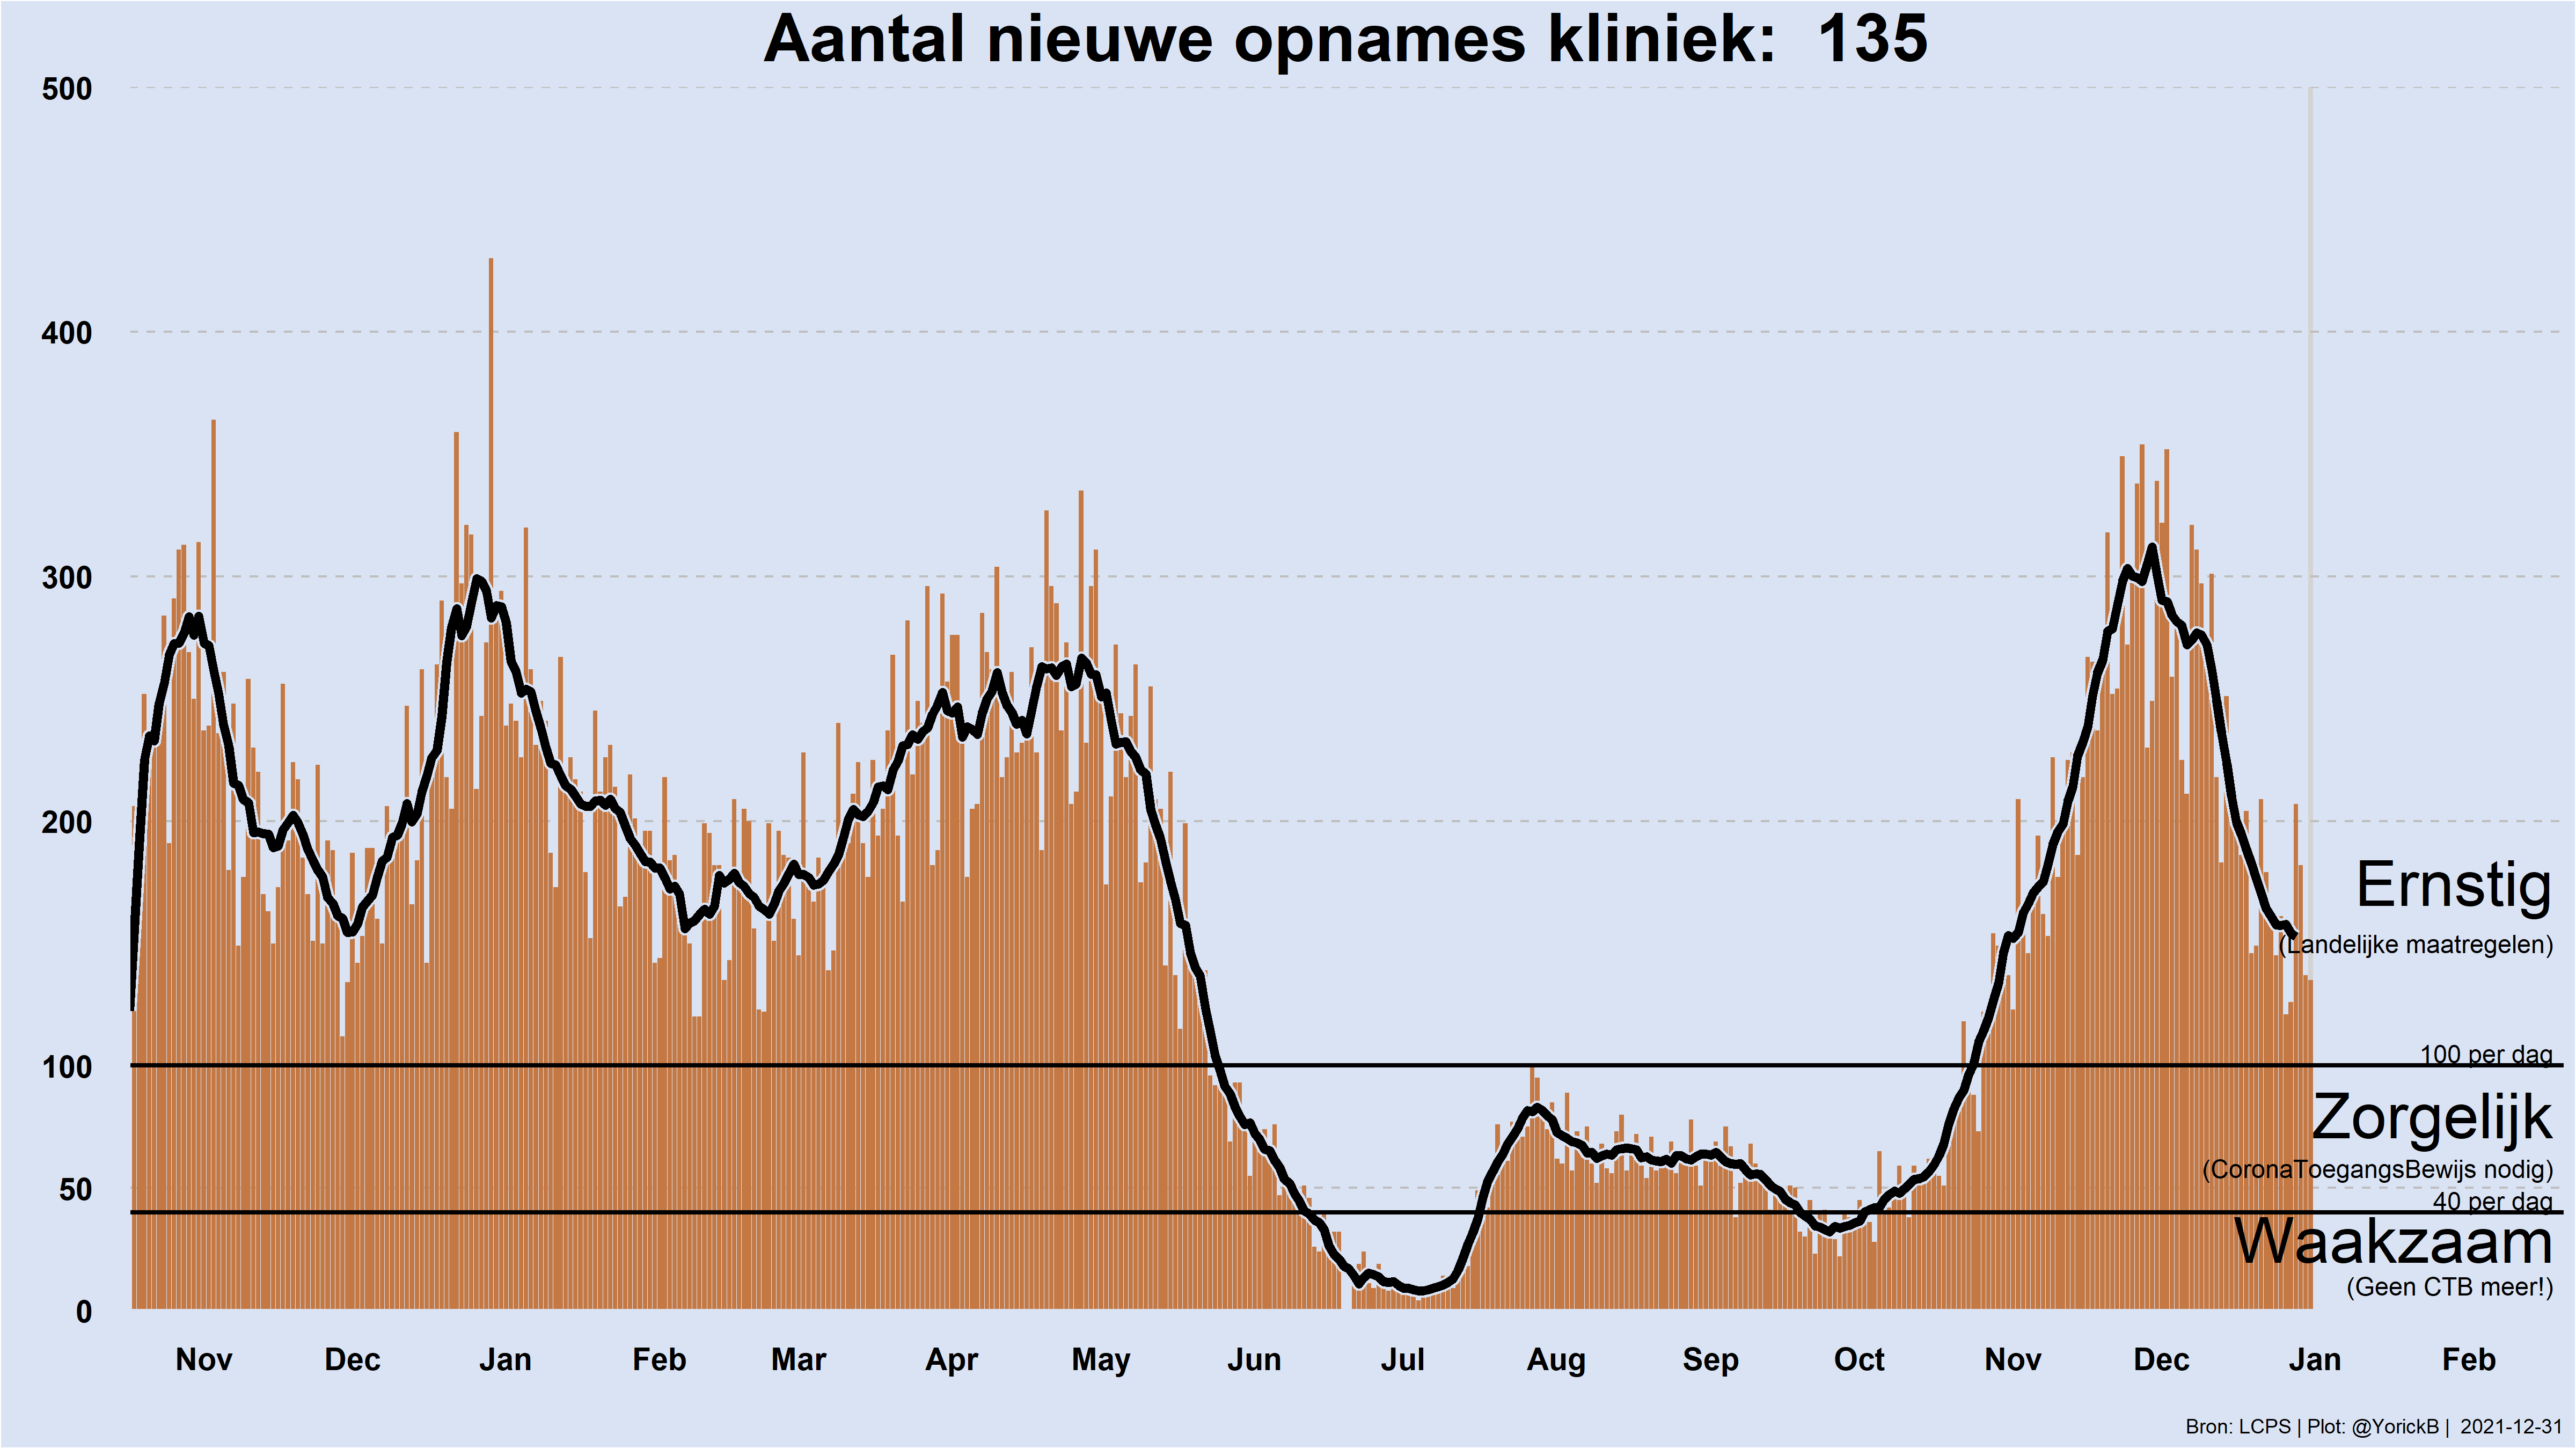 Aantal nieuwe opnames kliniek: 135
500
400
300
200
100
50
0
Ernstig
(Landelijke maatregelen)
100 per dag
Zorgelijk
(CoronaToegangsBewijs nodig)
40 per dag
Waakzaam
(Geen CTB meer!)
Nov Dec Jan Feb Mar Apr May Jun Jul Aug Sep Oct Nov Dec Jan Feb
Bron: LCPS | Plot: @YorickB | 2021-12-31